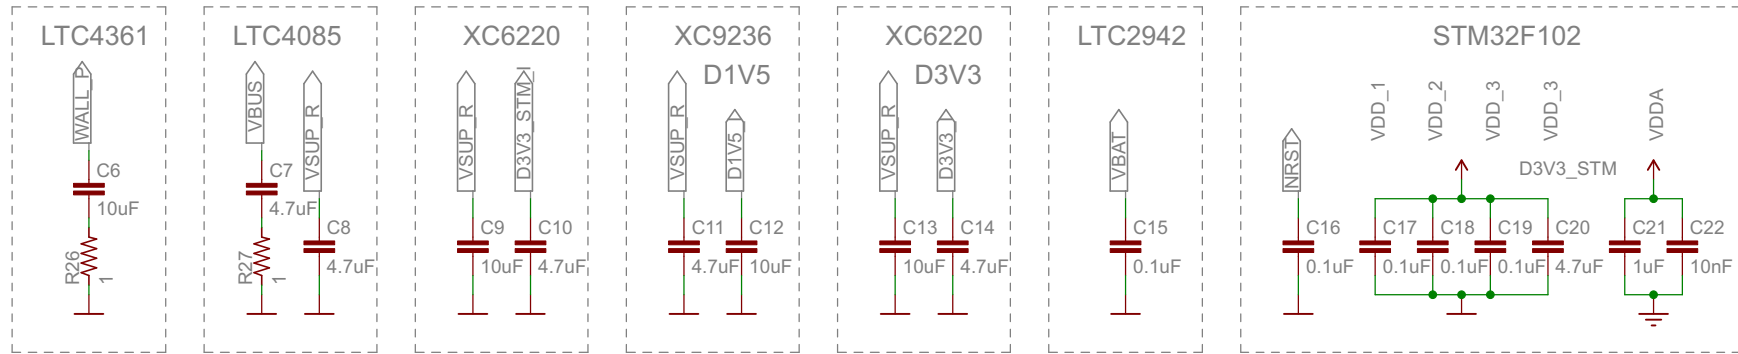 LTC4361
WALL_P
C6
10uF
R26
1
LTC4085
VBUS
VSUP_R
C7
4.7uF
R27
1
C8
4.7uF
XC6220
VSUP_R
D3V3_STM_I
C9
10uF
C10
4.7uF
XC9236
D1V5
VSUP_R
D1V5
C11
4.7uF
C12
10uF
XC6220
D3V3
VSUP_R
D3V3
C13
10uF
C14
4.7uF
LTC2942
VBAT
C15
0.1uF
STM32F102
VDD_1
VDD_2
VDD_3
VDD_3
VDDA
NRST
D3V3_STM
C16
0.1uF
C17
0.1uF
C18
0.1uF
C19
0.1uF
C20
4.7uF
C21
1uF
C22
10nF